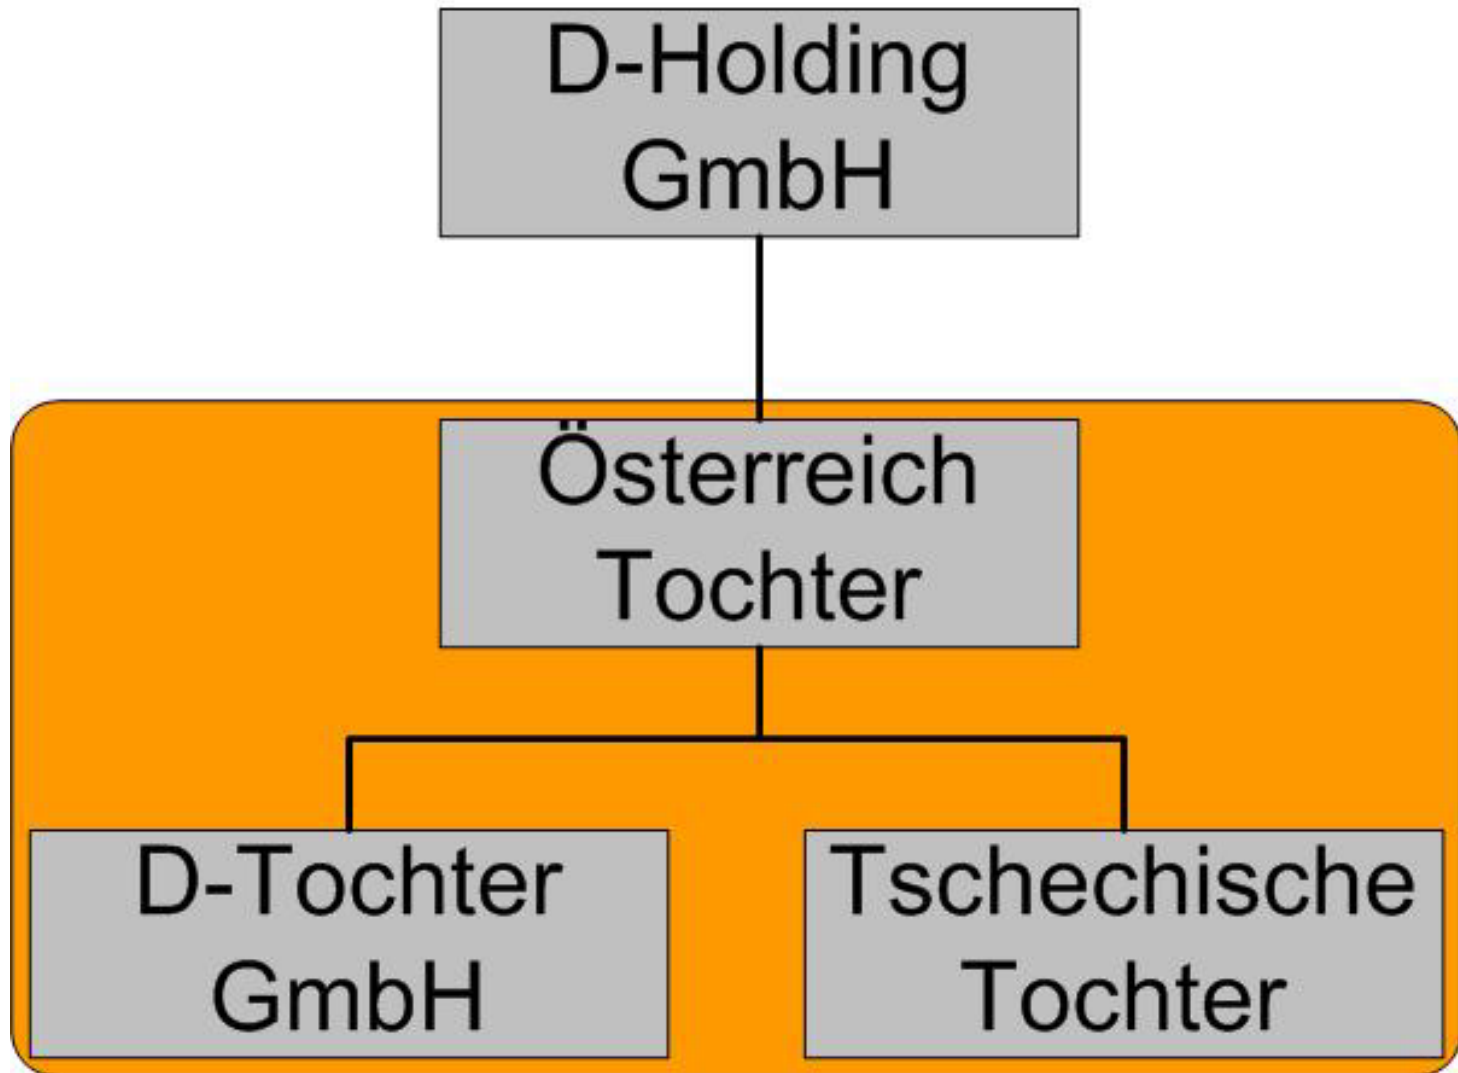 D-Holding
GmbH
Österreich
Tochter
D-Tochter
GmbH
Tschechische
Tochter